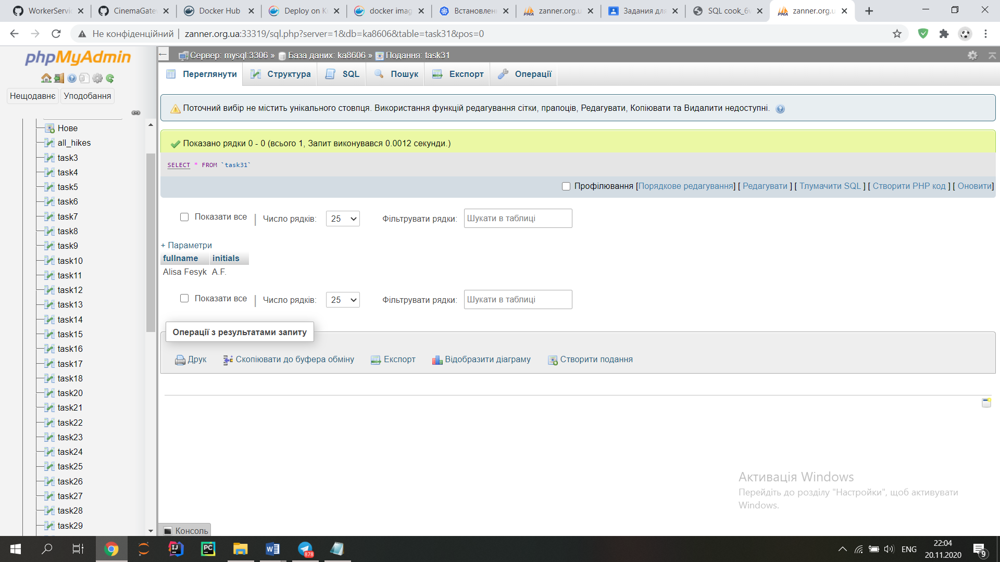 WorkerServi
CinemaGate
Docker Hub
Deploy on K
docker imag
Встановлен
zanner.org.u
Задания для
SQL cook_6
zanner.org.u
Не конфіденційний
zanner.org.ua:33319/sql.php?server=1&db=ka8606&table=task31&pos=0
phpMyAdmin
Нещодавнє
Уподобання
Нове
all_hikes
task3
task4
task5
task6
task7
task8
task9
task10
task11
task12
task13
task14
task15
task16
task17
task18
task20
task21
task22
task23
task24
task25
task26
task27
task28
task29
Сервер: mysql:3306 » База даних: ka8606 » Подання: task31
Переглянути
Структура
SQL
Пошук
Експорт
Операції
Поточний вибір не містить унікального стовпця. Використання функцій редагування сітки, прапоців, Редагувати, Копіювати та Видалити недоступні.
Показано рядки 0 - 0 (всього 1, Запит виконувався 0.0012 секунди.)
SELECT * FROM `task31`
Профілювання [Порядкове редагування] [ Редагувати ] [ Тлумачити SQL ] [ Створити PHP код ] [ Оновити]
Показати все | Число рядків: 25 Фільтрувати рядки: Шукати в таблиці
+ Параметри
fullname initials
Alisa Fesyk A.F.
Показати все | Число рядків: 25 Фільтрувати рядки: Шукати в таблиці
Операції з результатами запиту
Друк
Скопіювати до буфера обміну
Експорт
Відобразити діаграму
Створити подання
Активація Windows
Перейдіть до розділу "Настройки", щоб активувати
Windows.
Консоль
878
ENG
22:04
20.11.2020
9